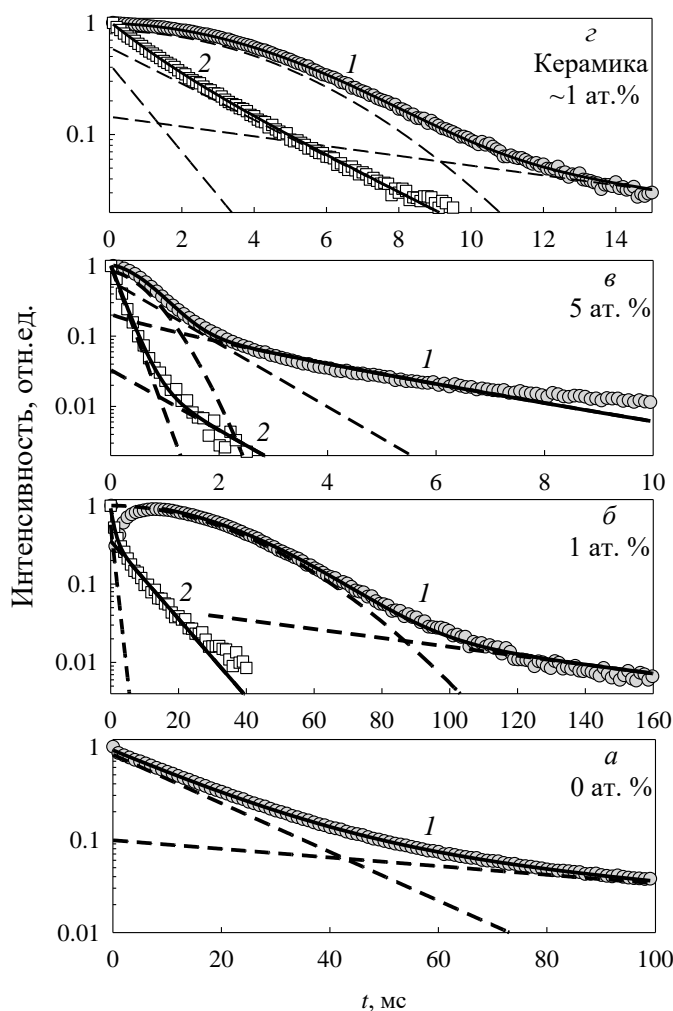 1
0.1
г
Керамика
~1 ат.%
1
2
0 2 4 6 8 10 12 14
1
0.1
0.01
в
5 ат. %
1
2
0 2 4 6 8 10
1
0.1
0.01
б
1 ат. %
1
2
0 20 40 60 80 100 120 140 160
1
0.1
0.01
а
0 ат. %
1
0 20 40 60 80 100
Интенсивность, отн.ед.
t, мс